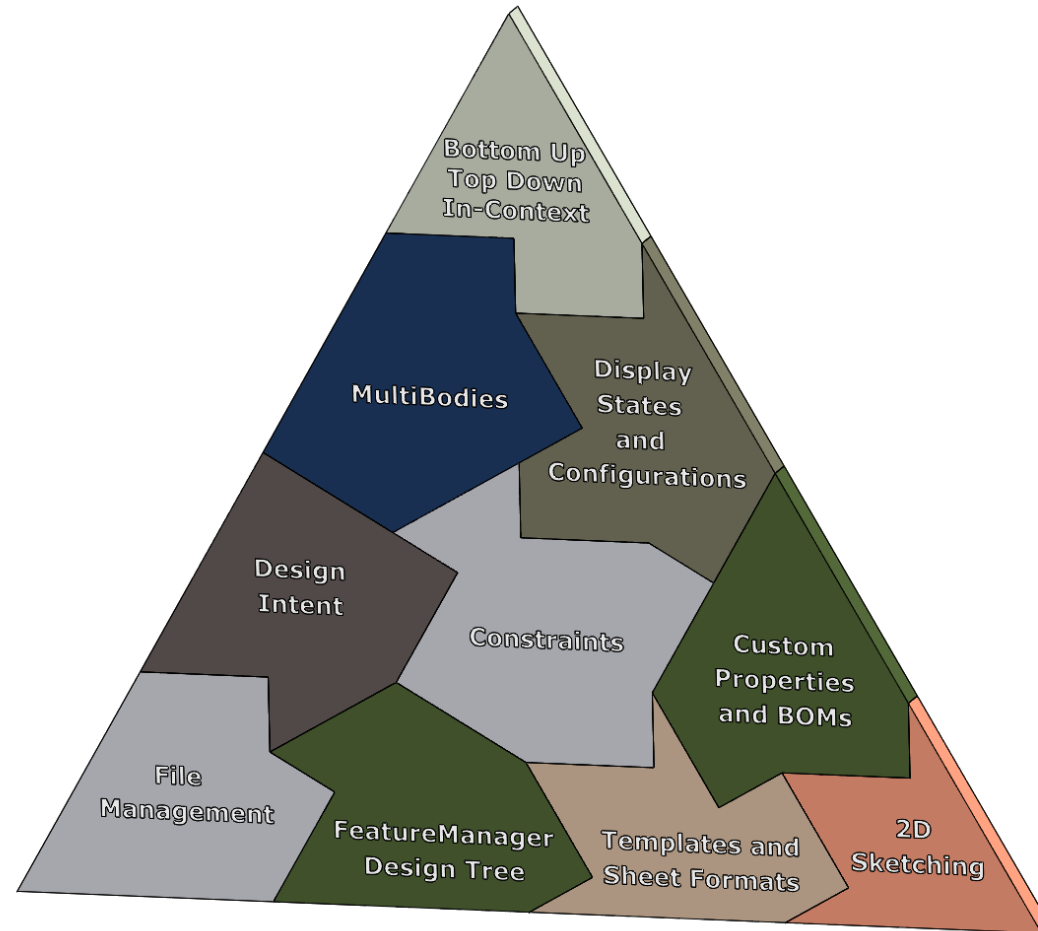 Bottom Up
Top Down
In-Context
MultiBodies
Display
States
and
Configurations
Design
Intent
Constraints
Custom
Properties
and BOMs
File
Management
FeatureManager
Design Tree
Templates and
Sheet Formats
2D
Sketching